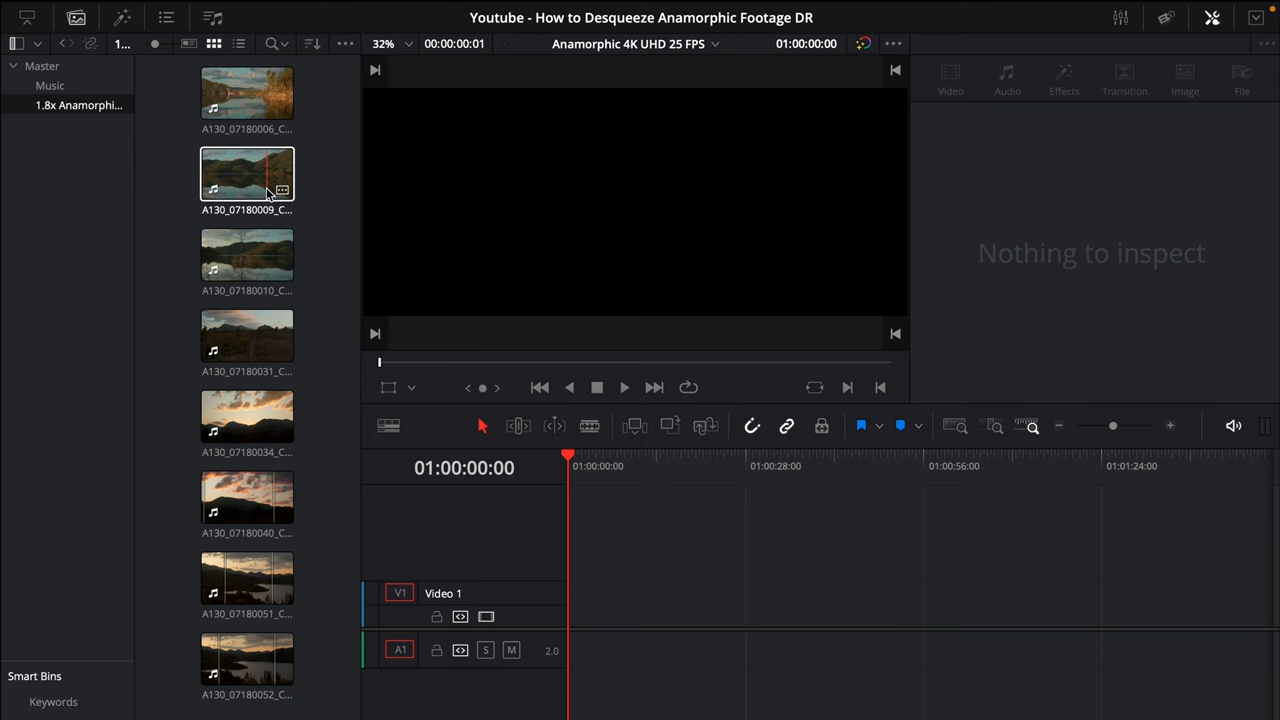 Youtube - How to Desqueeze Anamorphic Footage DR
1...
32%
00:00:00:01
Anamorphic 4K UHD 25 FPS
01:00:00:00
Master
Music
1.8x Anamorphi...
A130_07180006_C...
A130_07180009_C...
A130_07180010_C...
A130_07180031_C...
A130_07180034_C...
A130_07180040_C...
A130_07180051_C...
A130_07180052_C...
Smart Bins
Keywords
Video
Audio
Effects
Transition
Image
File
Nothing to inspect
01:00:00:00
01:00:00:00
01:00:28:00
01:00:56:00
01:01:24:00
V1
Video 1
A1
S
M
2.0